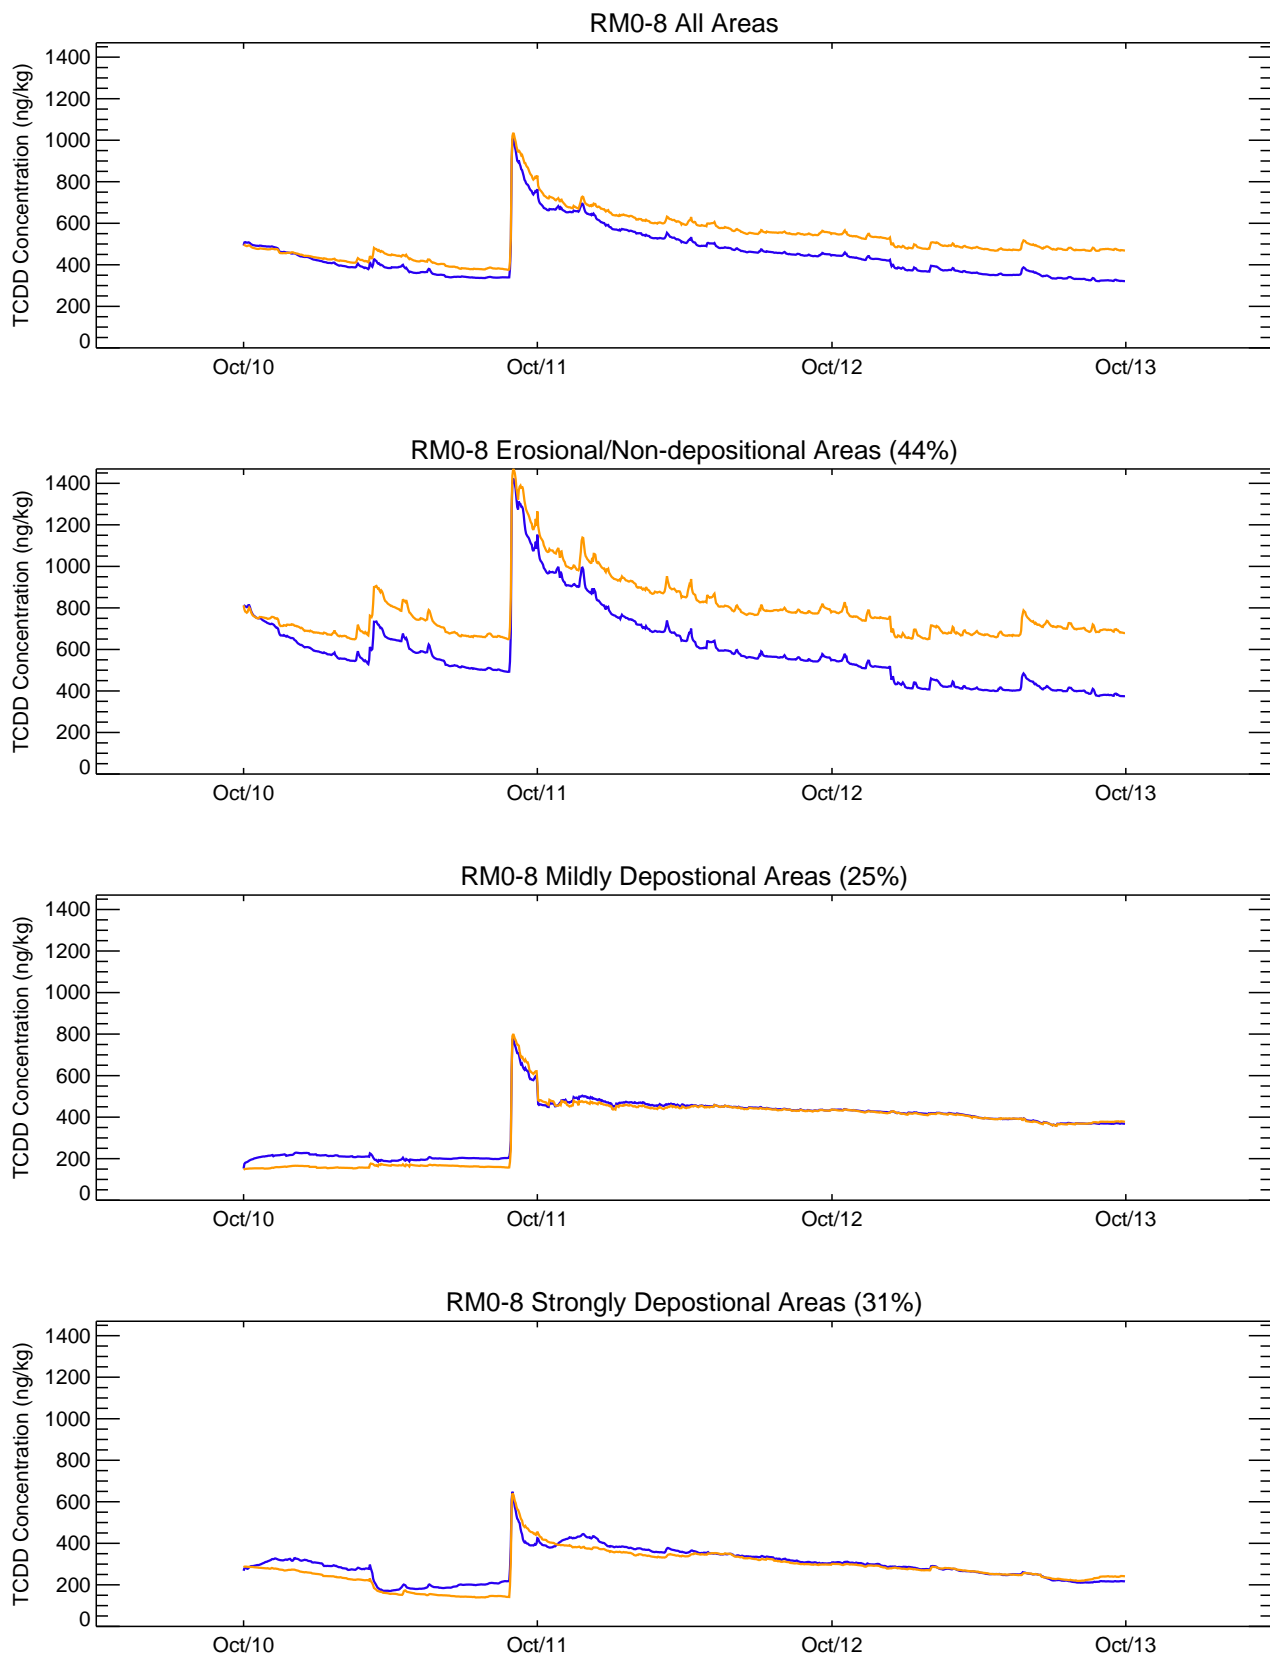 RM0-8 All Areas
TCDD Concentration (ng/kg)
1400
1200
1000
800
600
400
200
0
Oct/10 Oct/11 Oct/12 Oct/13
RM0-8 Erosional/Non-depositional Areas (44%)
TCDD Concentration (ng/kg)
1400
1200
1000
800
600
400
200
0
Oct/10 Oct/11 Oct/12 Oct/13
RM0-8 Mildly Depostional Areas (25%)
TCDD Concentration (ng/kg)
1400
1200
1000
800
600
400
200
0
Oct/10 Oct/11 Oct/12 Oct/13
RM0-8 Strongly Depostional Areas (31%)
TCDD Concentration (ng/kg)
1400
1200
1000
800
600
400
200
0
Oct/10 Oct/11 Oct/12 Oct/13